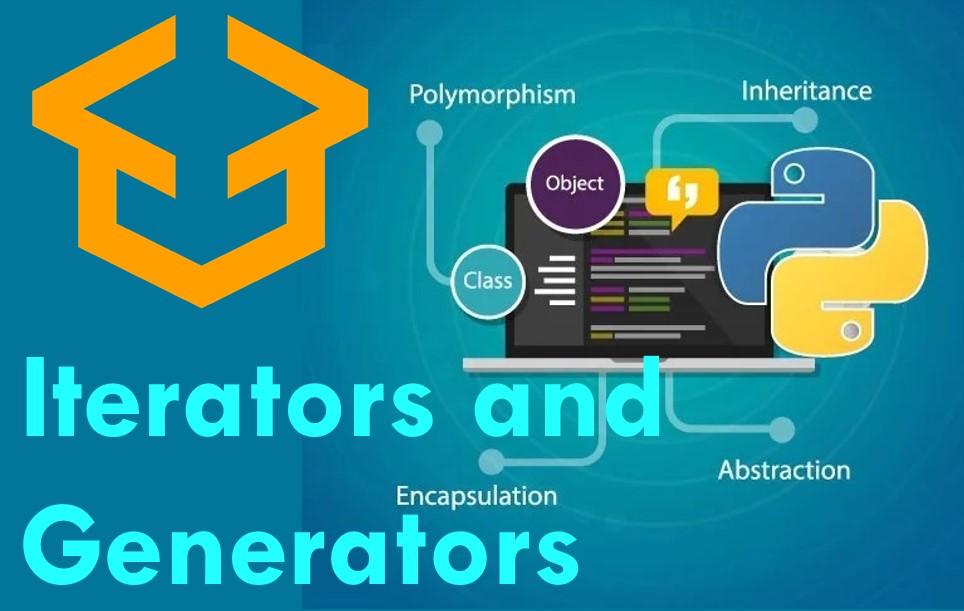 Polymorphism
Inheritance
Object
Class
Iterators and
Abstraction
Encapsulation
Generators